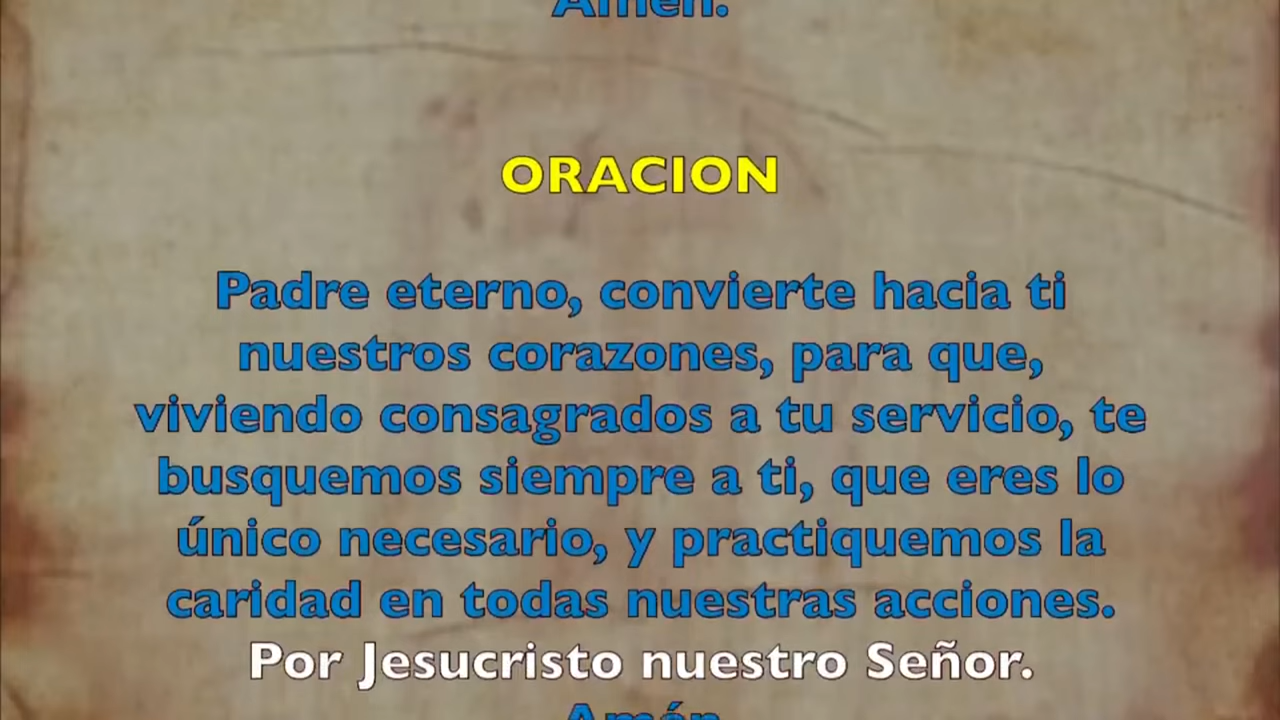 Amén.
ORACION
Padre eterno, convierte hacia ti
nuestros corazones, para que,
viviendo consagrados a tu servicio, te
busquemos siempre a ti, que eres lo
único necesario, y practiquemos la
caridad en todas nuestras acciones.
Por Jesucristo nuestro Señor.
Amén